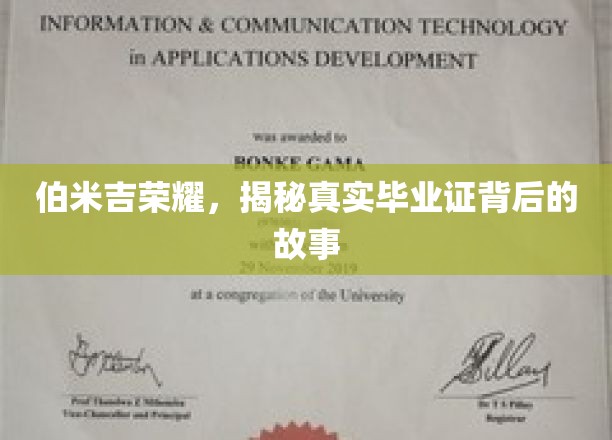 INFORMATION & COMMUNICATION TECHNOLOGY
in APPLICATIONS DEVELOPMENT
was awarded to
BONKE GAMA
伯米吉荣耀，揭秘真实毕业证背后的
故事
29 November 2019
at a congregation of the University
Vice-Chancellor and Principal
Registrar